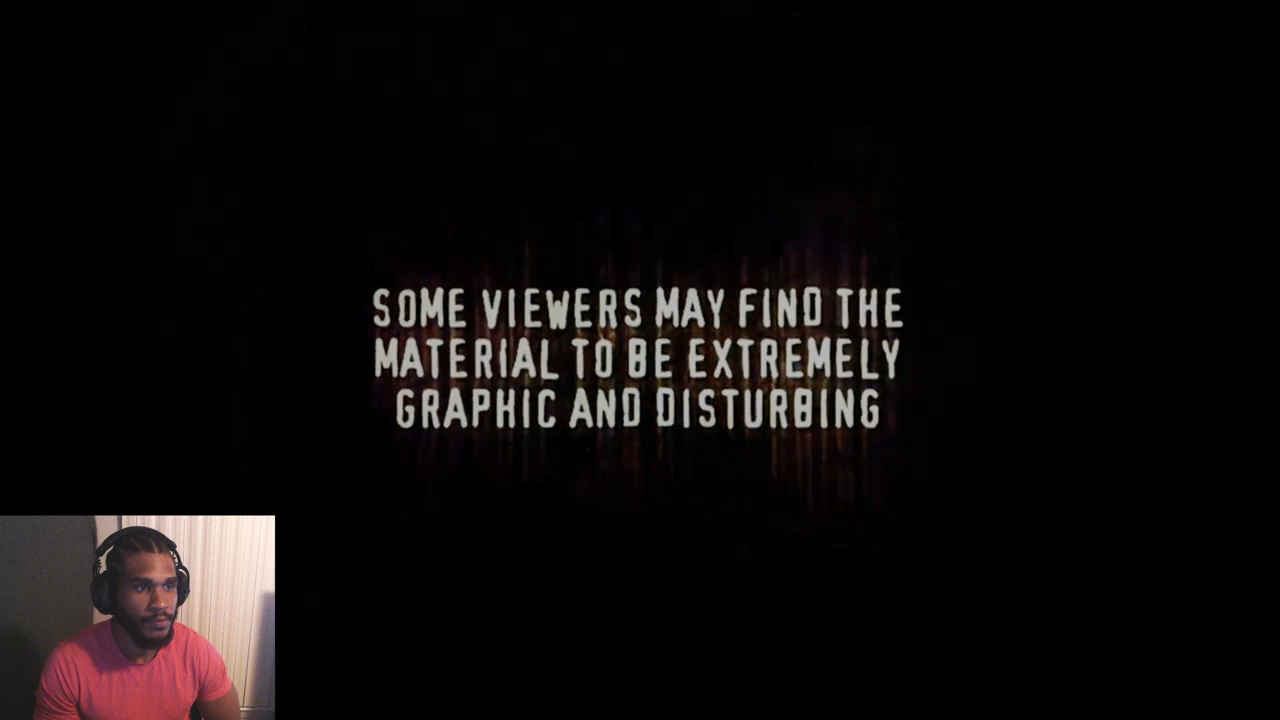 SOME VIEWERS MAY FIND THE
MATERIAL TO BE EXTREMELY
GRAPHIC AND DISTURBING